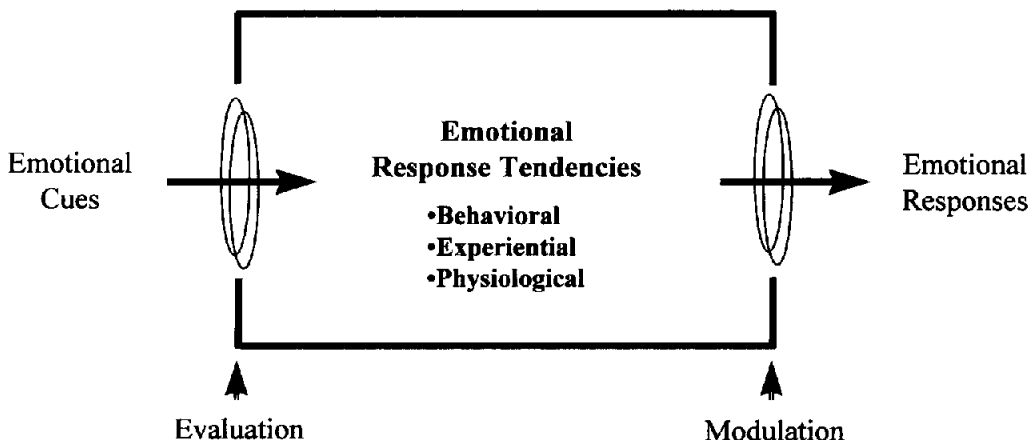 Emotional
Cues
Emotional
Response Tendencies
•Behavioral
•Experiential
•Physiological
Emotional
Responses
Evaluation
Modulation